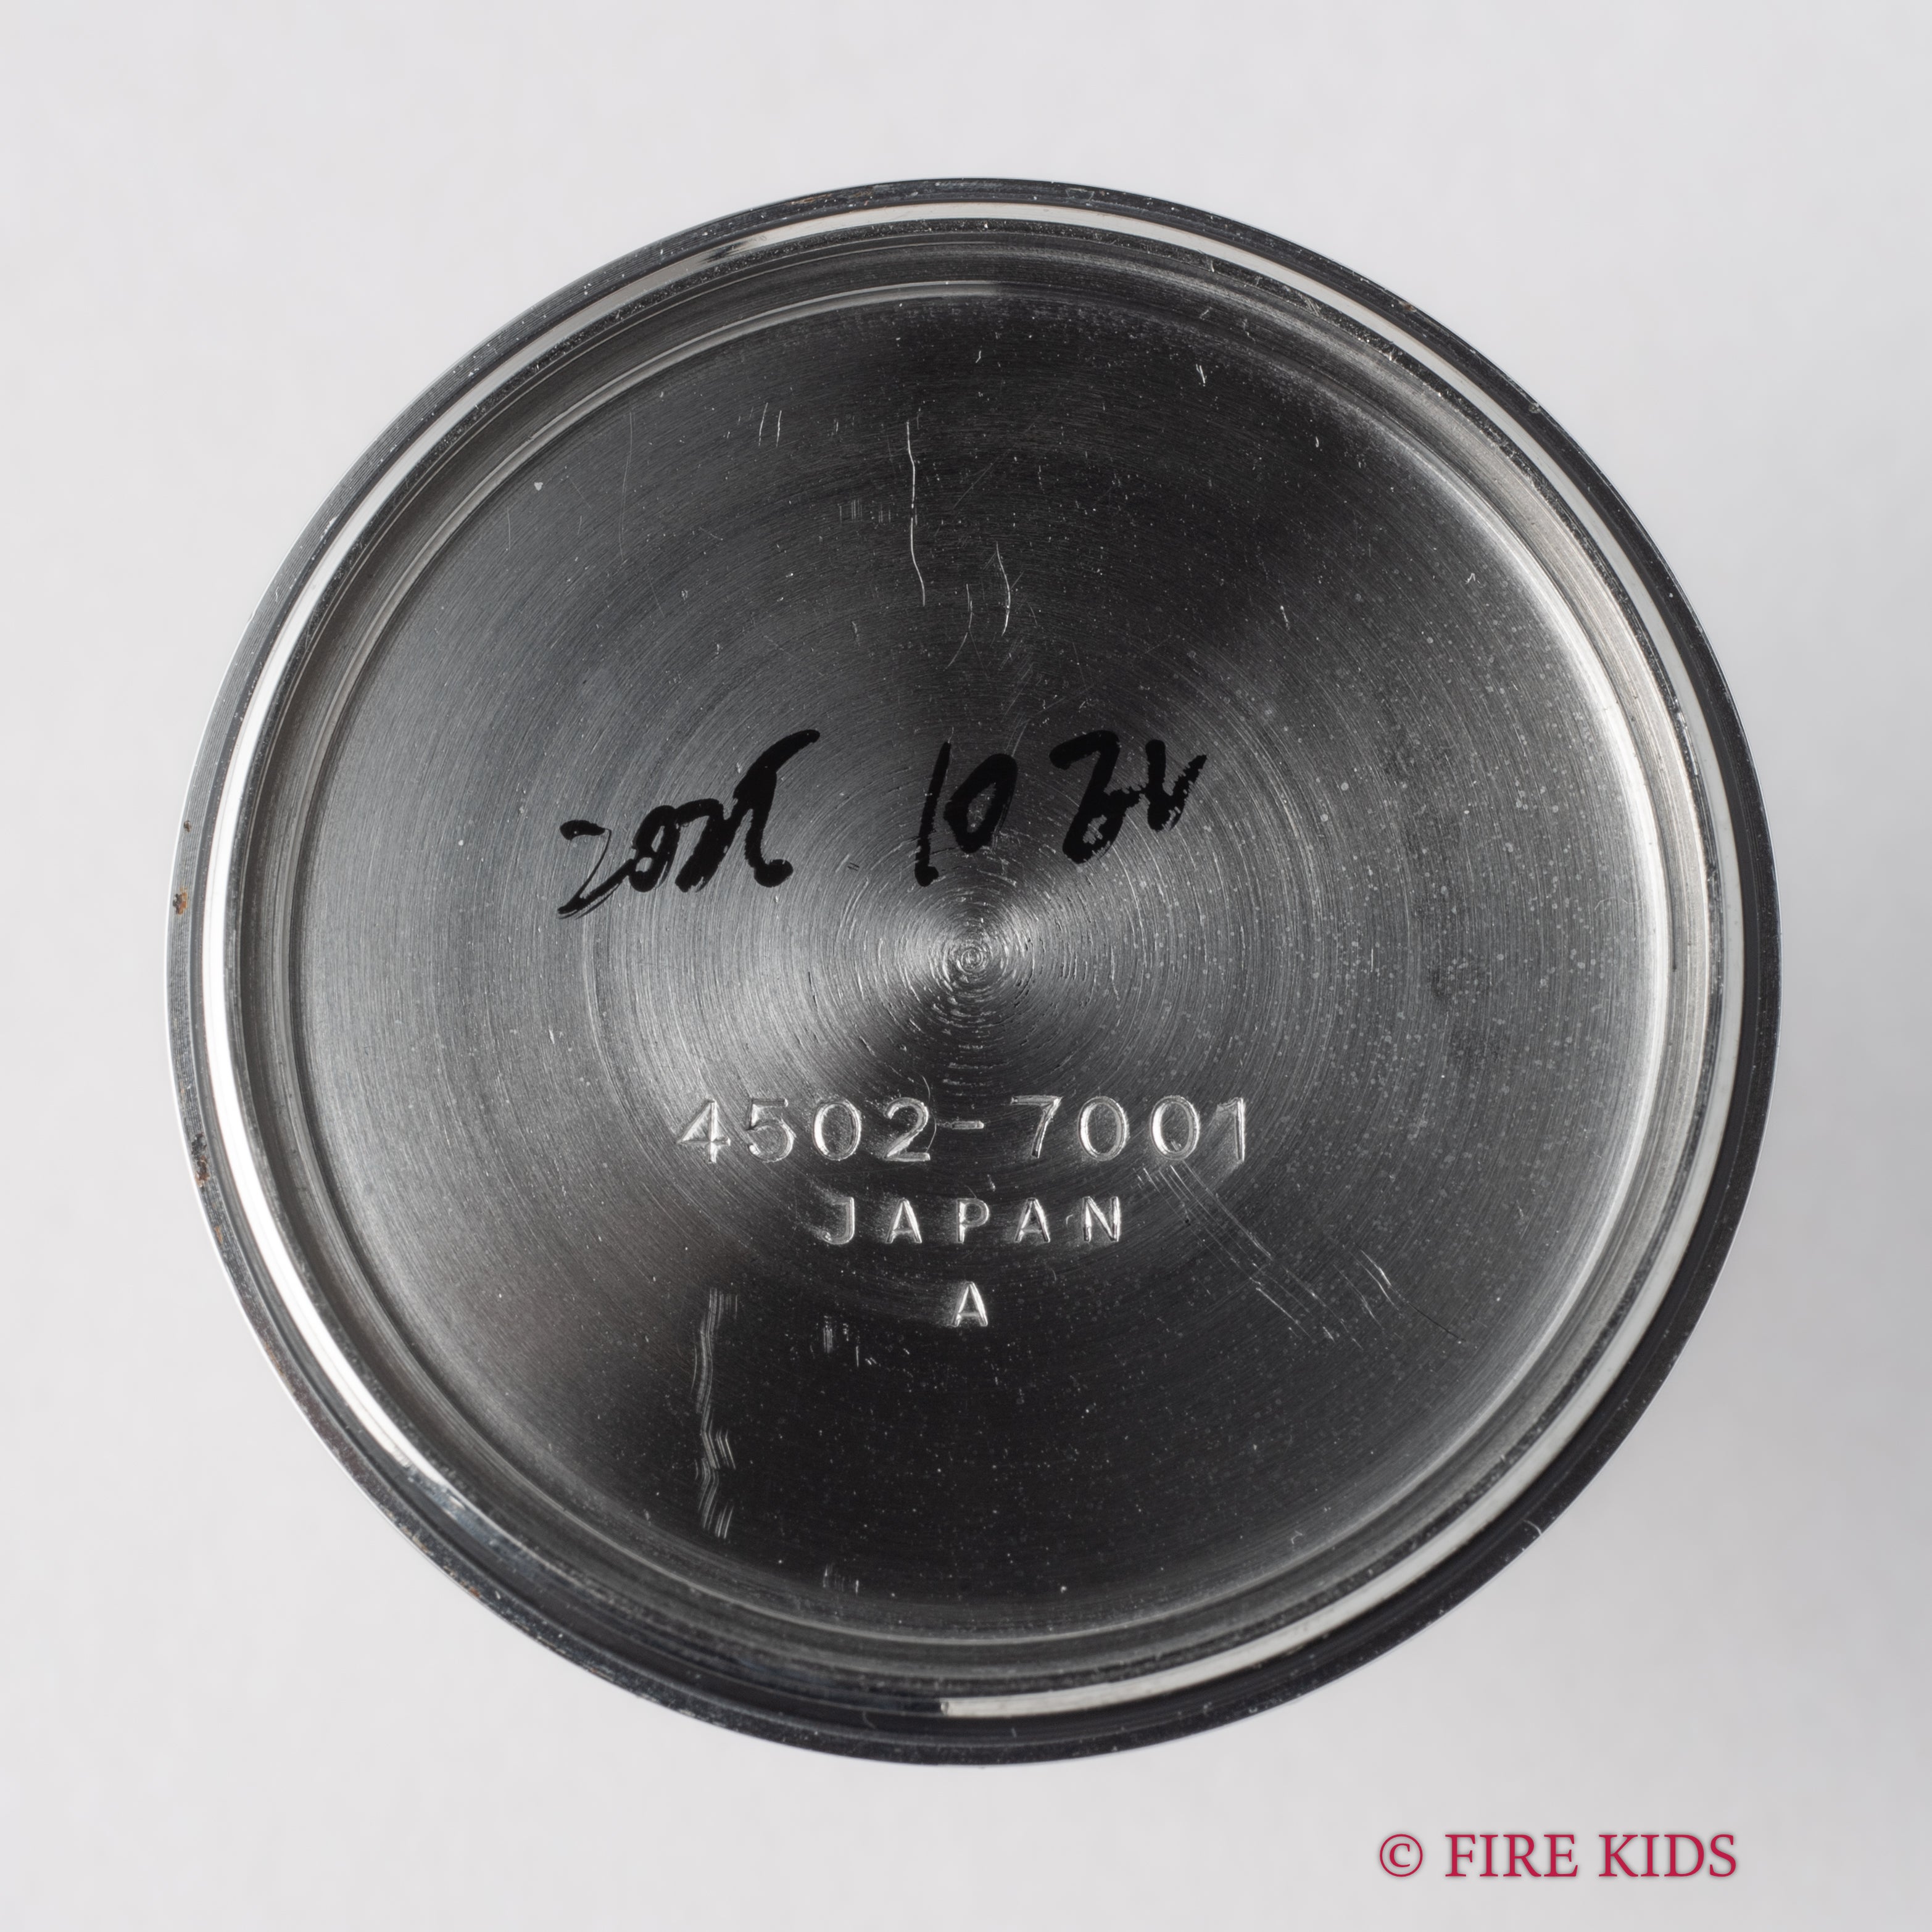 4502-7001
JAPAN
A
© FIRE KIDS